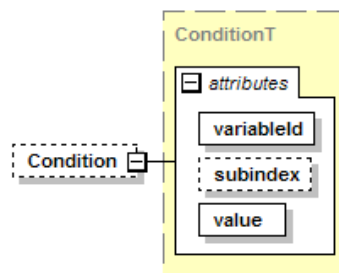 ConditionT
attributes
variableId
Condition
subindex
value